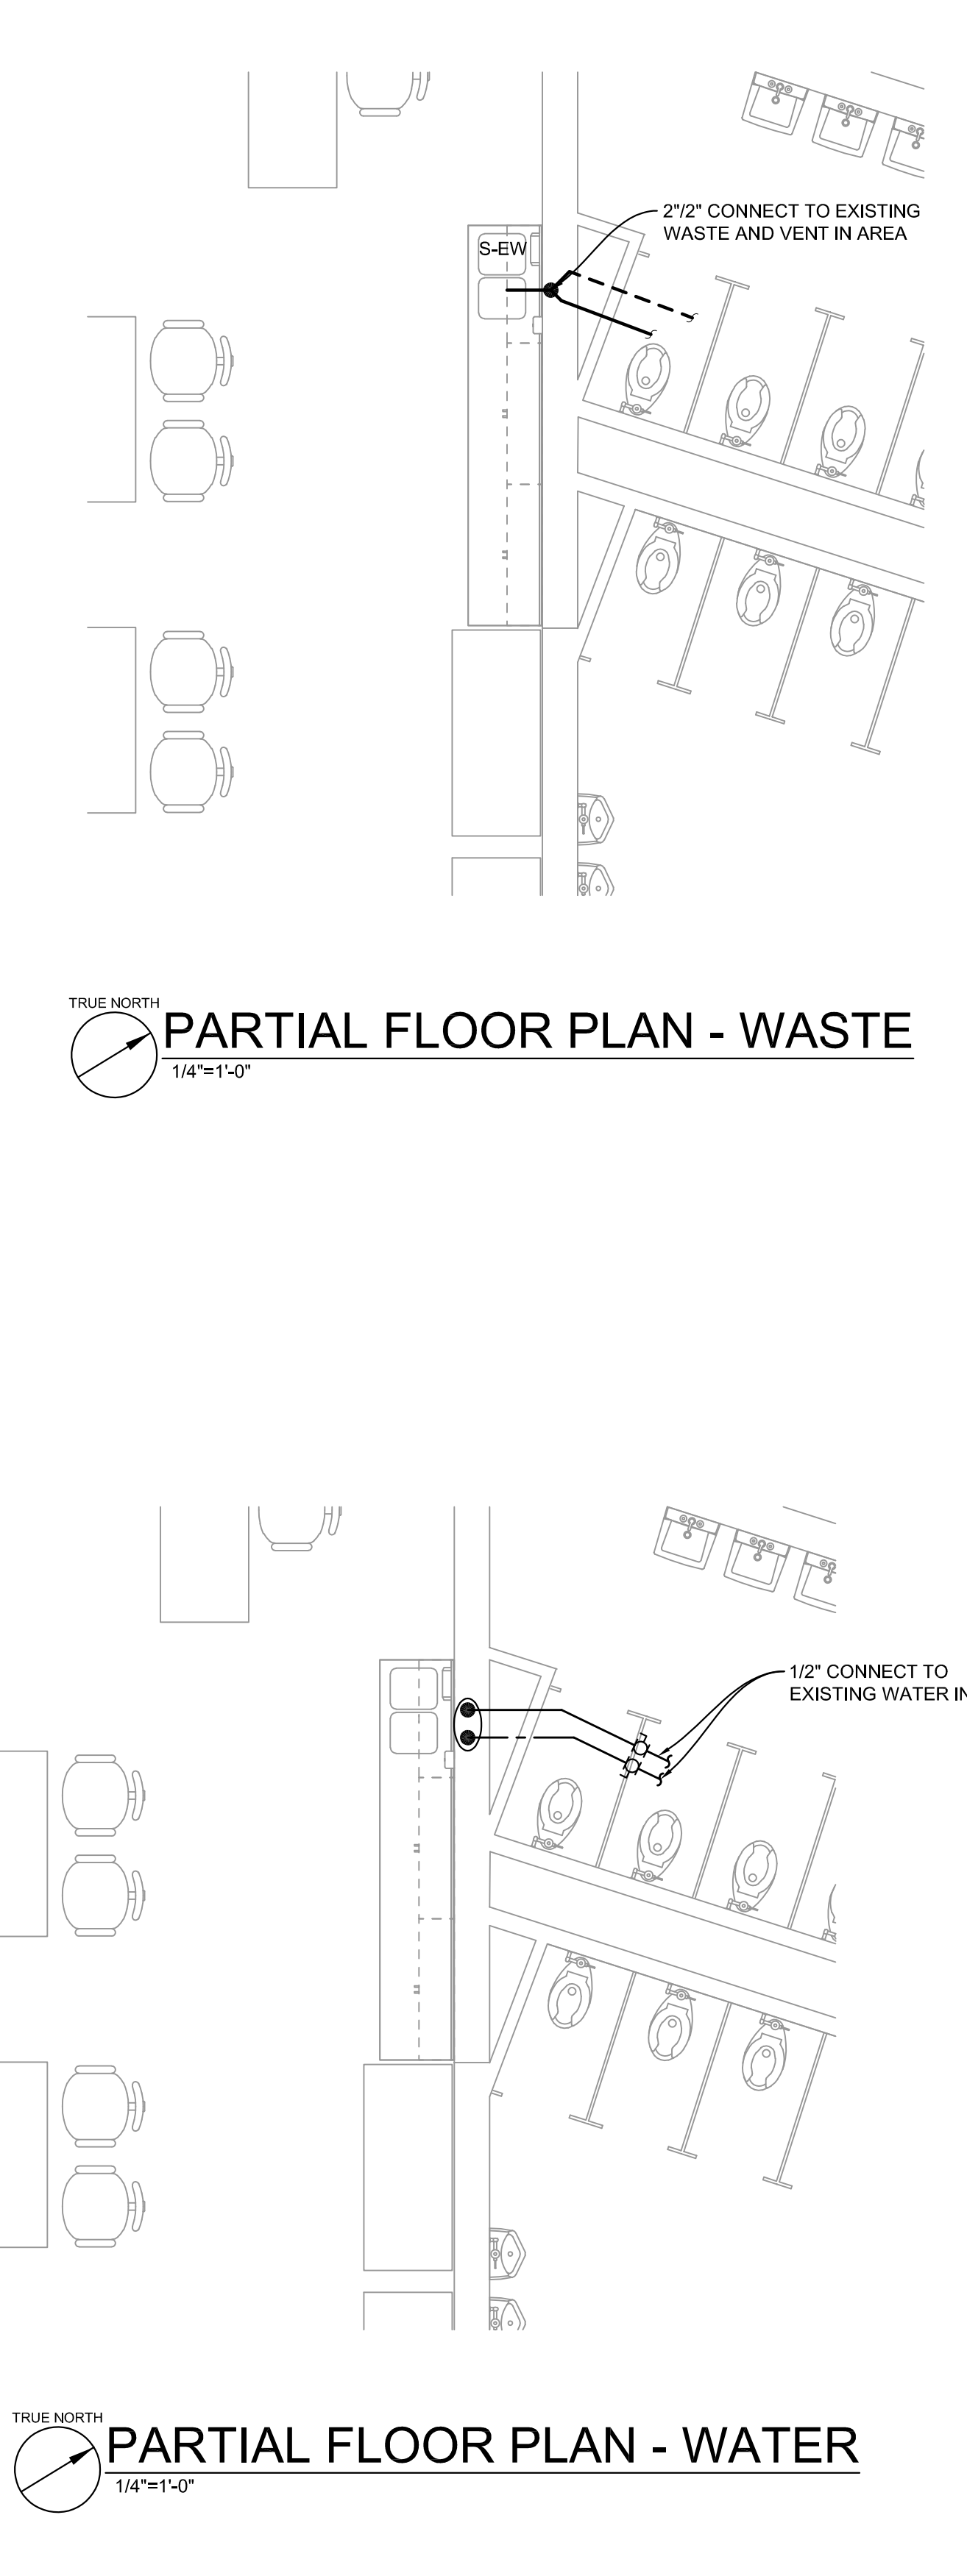 2"/2" CONNECT TO EXISTING
WASTE AND VENT IN AREA
S-EW
TRUE NORTH
PARTIAL FLOOR PLAN - WASTE
1/4"=1'-0"
1/2" CONNECT TO
EXISTING WATER IN
TRUE NORTH
PARTIAL FLOOR PLAN - WATER
1/4"=1'-0"